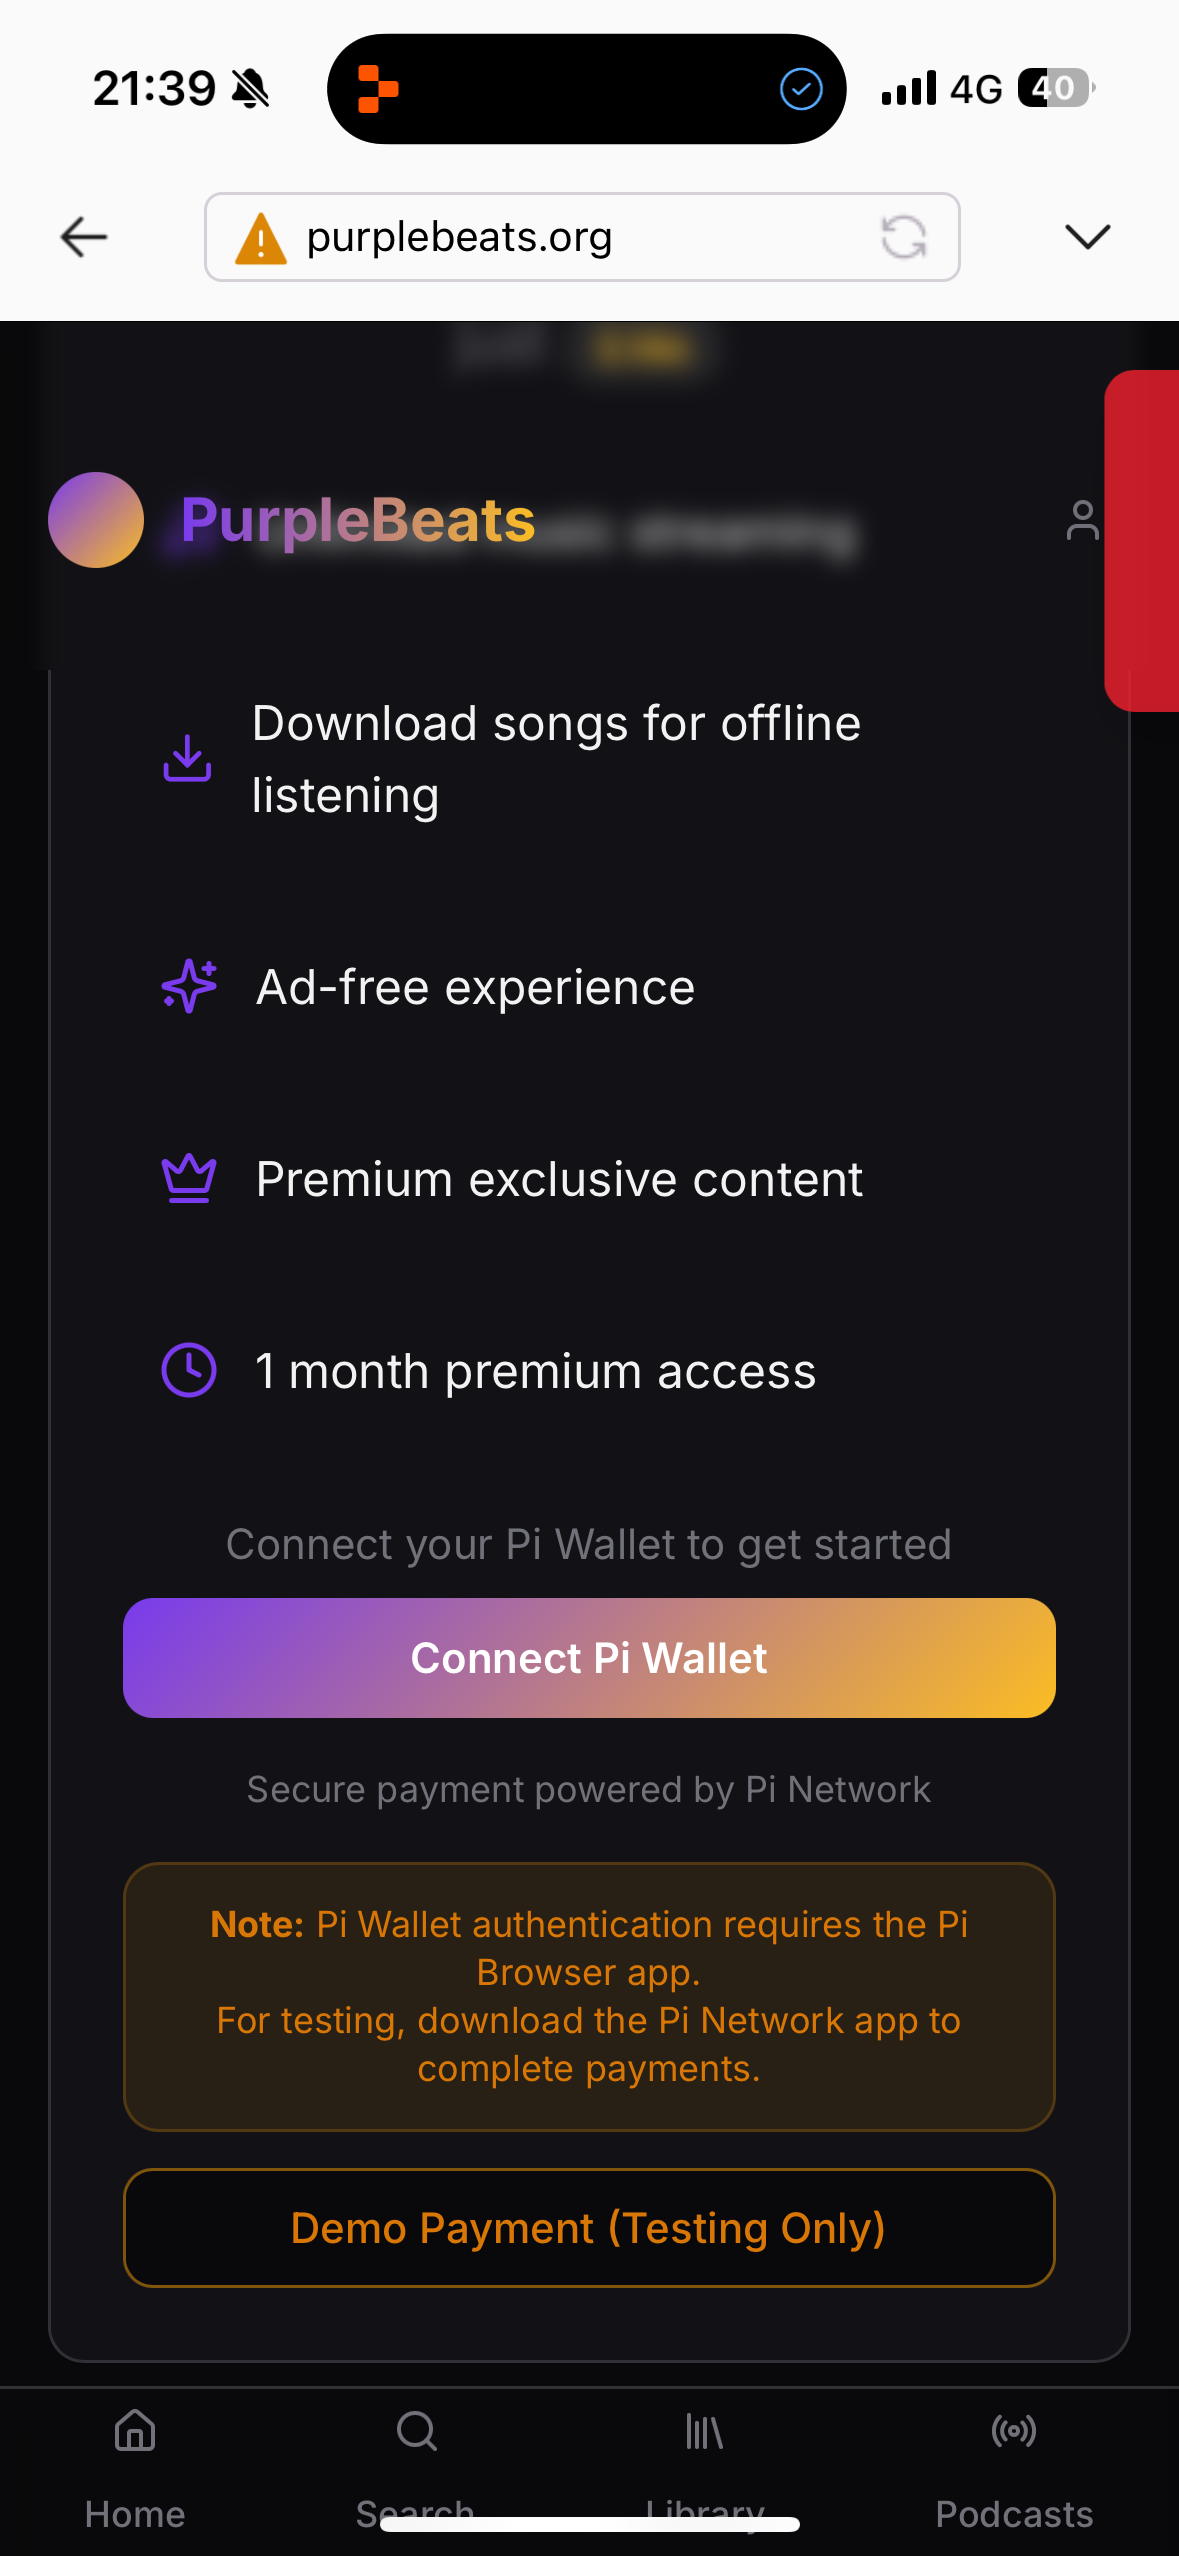 21:39
4G
40
purplebeats.org
PurpleBeats
streaming
Download songs for offline
listening
Ad-free experience
Premium exclusive content
1 month premium access
Connect your Pi Wallet to get started
Connect Pi Wallet
Secure payment powered by Pi Network
Note: Pi Wallet authentication requires the Pi
Browser app.
For testing, download the Pi Network app to
complete payments.
Demo Payment (Testing Only)
Home
Search
Library
Podcasts